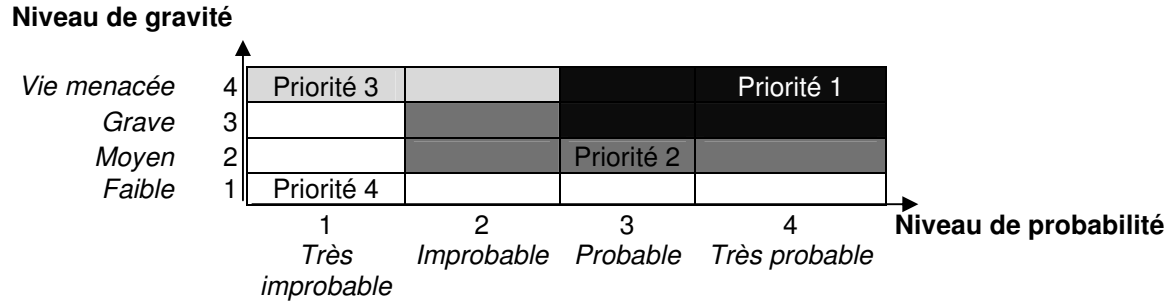 Niveau de gravité
Vie menacée 4 Priorité 3 Priorité 1
Grave 3
Moyen 2 Priorité 2
Faible 1 Priorité 4
1 2 3 4 Niveau de probabilité
Très Improbable Probable Très probable
improbable